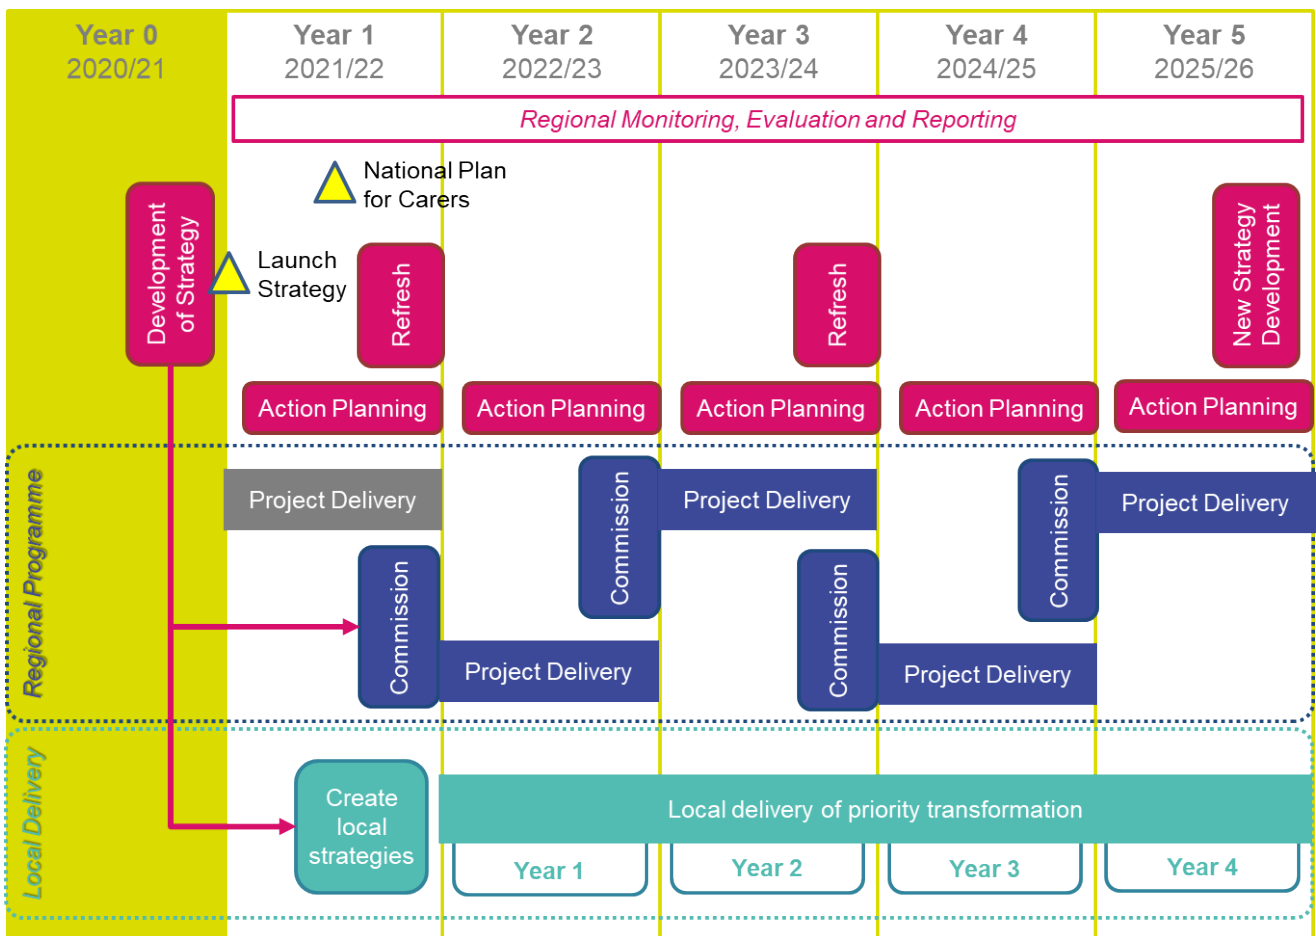 Year 0
2020/21
Year 1
2021/22
Year 2
2022/23
Year 3
2023/24
Year 4
2024/25
Year 5
2025/26
Regional Monitoring, Evaluation and Reporting
National Plan
for Carers
Development
of Strategy
Launch
Strategy
Refresh
Refresh
New Strategy
Development
Action Planning
Action Planning
Action Planning
Action Planning
Action Planning
Regional Programme
Project Delivery
Commission
Project Delivery
Commission
Project Delivery
Commission
Project Delivery
Commission
Project Delivery
Local Delivery
Create
local
strategies
Local delivery of priority transformation
Year 1
Year 2
Year 3
Year 4